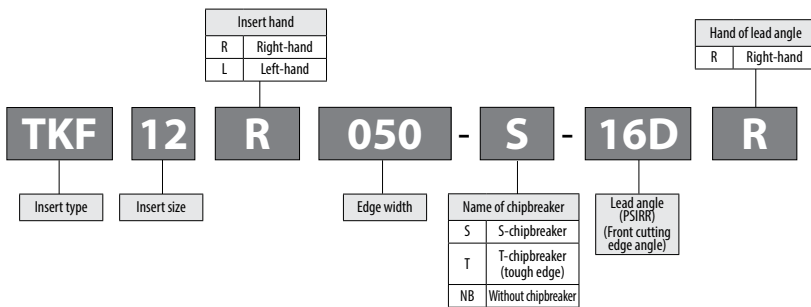 Insert hand
R Right-hand
L Left-hand
Hand of lead angle
R Right-hand
TKF 12 R 050 - S - 16D R
Insert type
Insert size
Edge width
Name of chipbreaker
S S-chipbreaker
T T-chipbreaker
(tough edge)
NB Without chipbreaker
Lead angle
(PSIRR)
(Front cutting
edge angle)